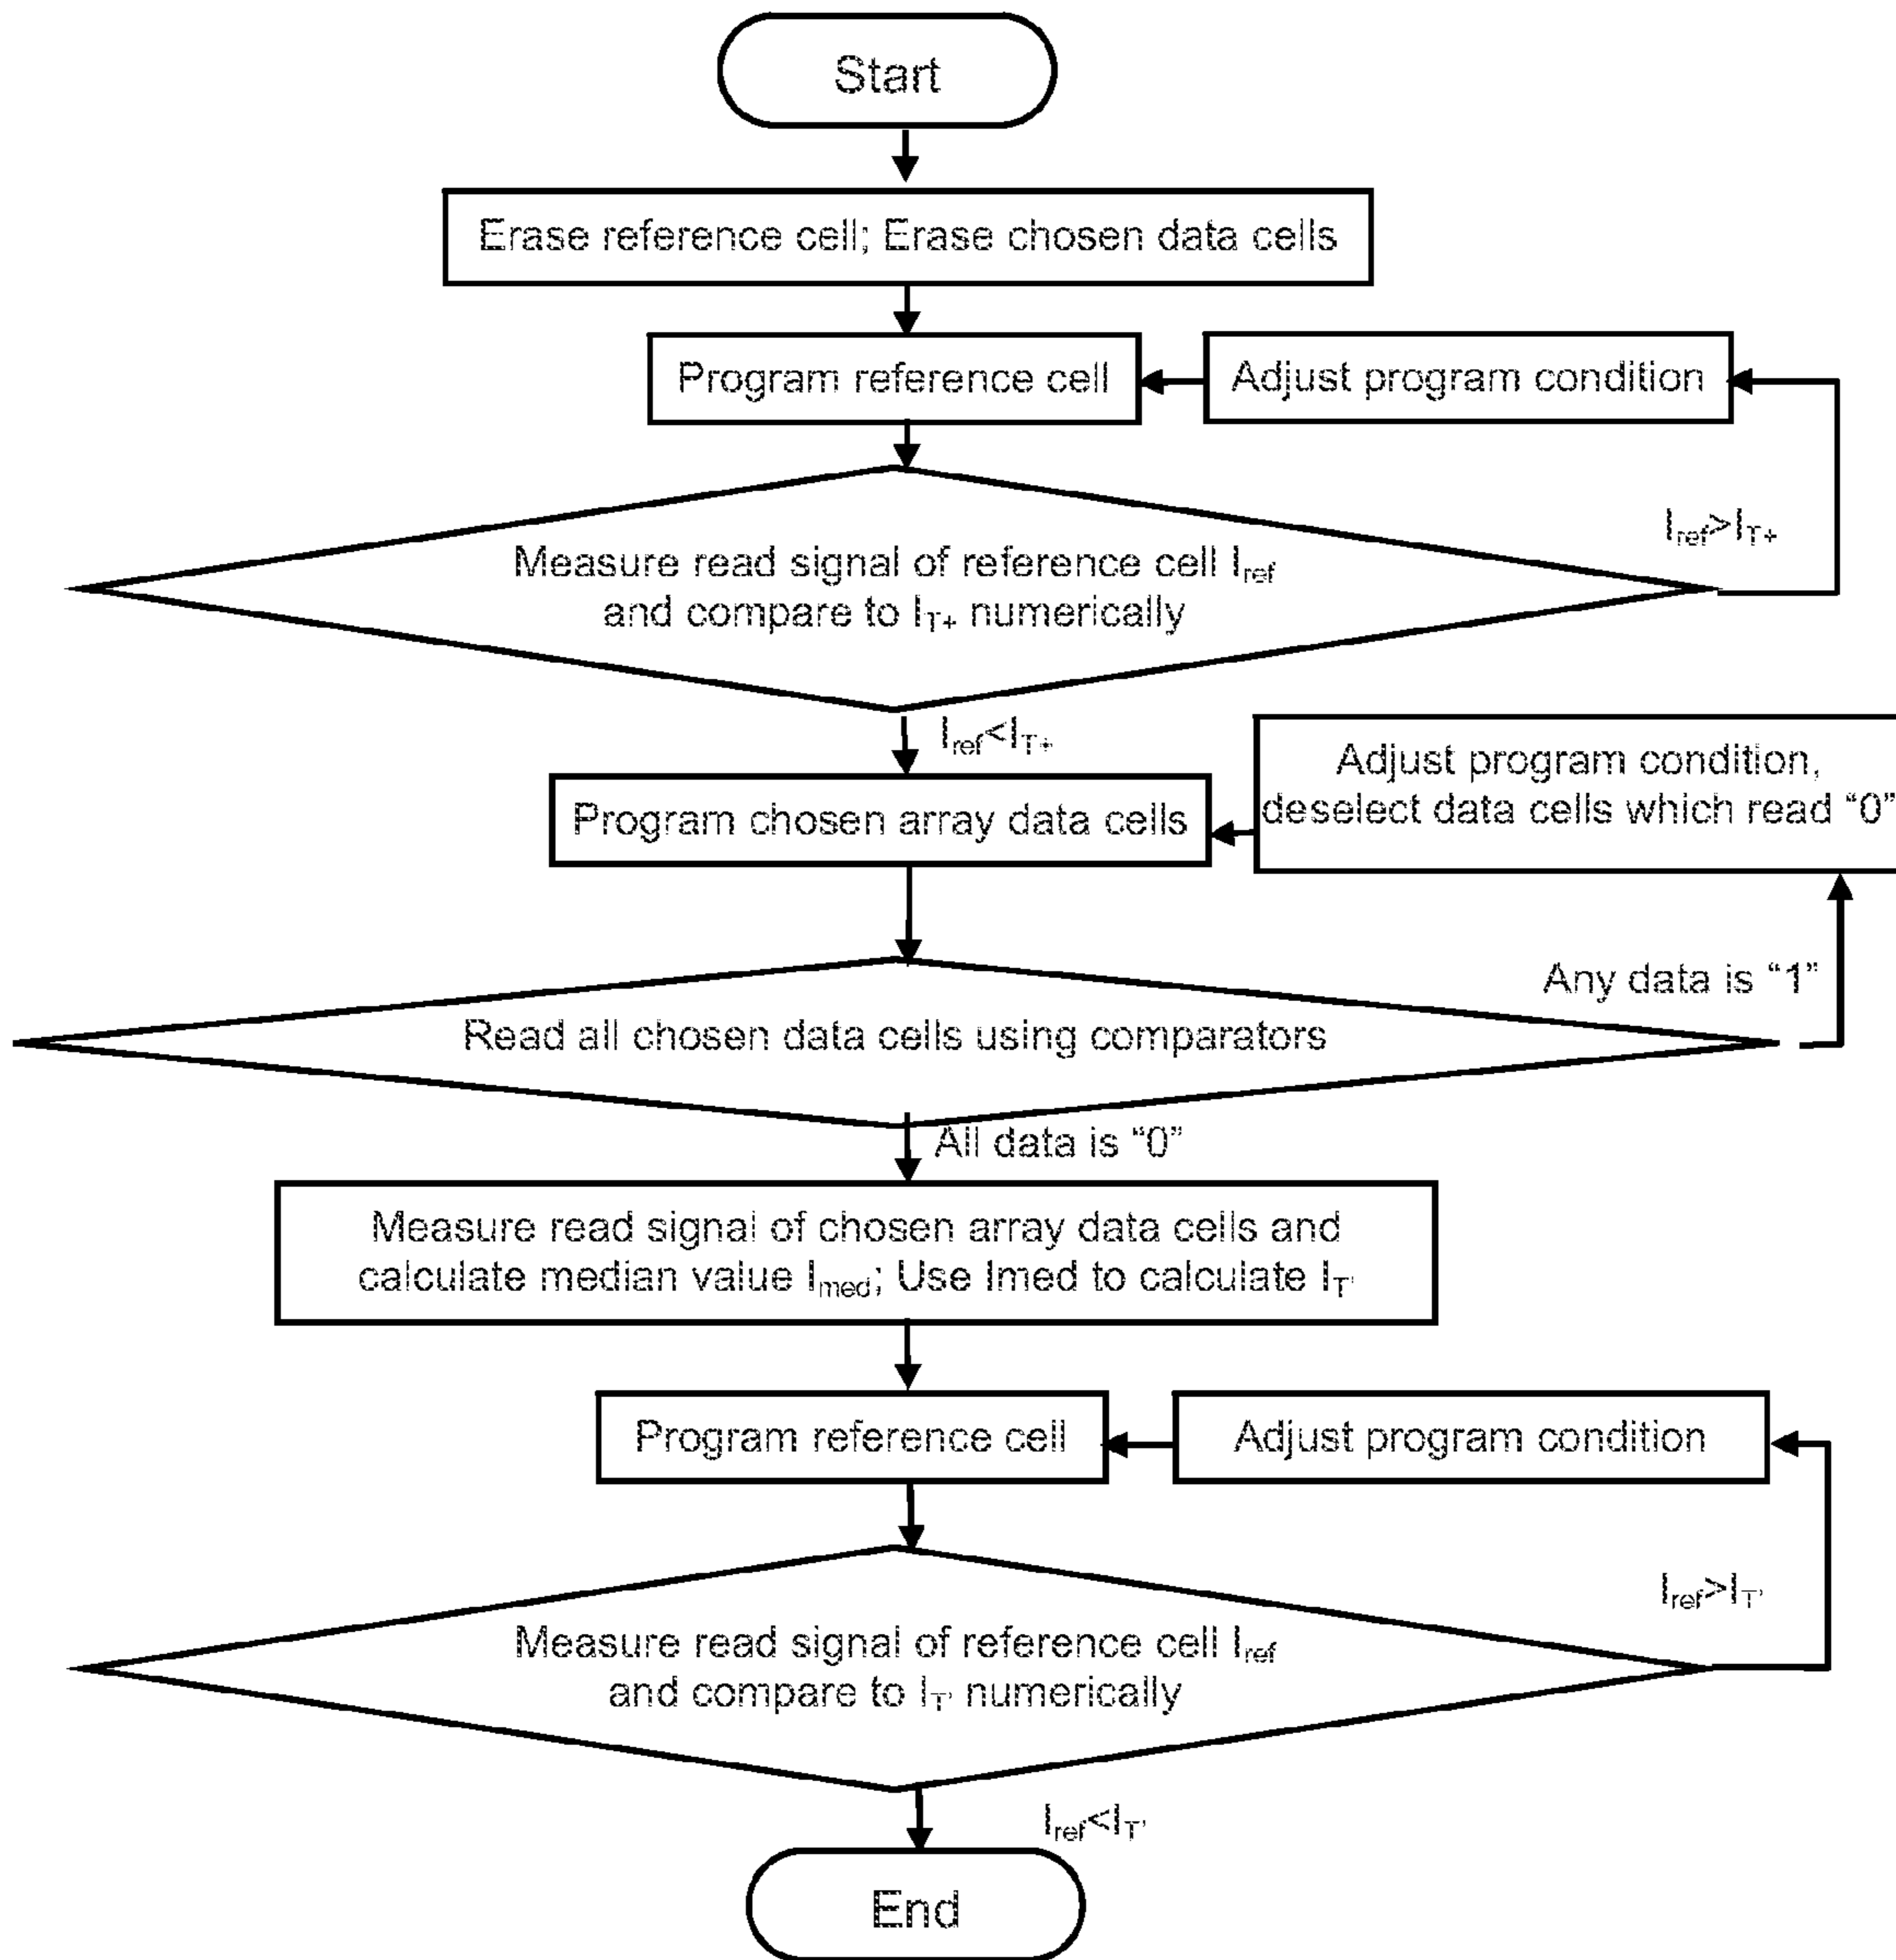 Start
Erase reference cell; Erase chosen data cells
Program reference cell
Adjust program condition
Iref>IT+
Measure read signal of reference cell Iref
and compare to IT+ numerically
Iref<IT+
Adjust program condition,
deselect data cells which read “0”
Program chosen array data cells
Any data is “1”
Read all chosen data cells using comparators
All data is “0”
Measure read signal of chosen array data cells and
calculate median value Imed; Use Imed to calculate IT'
Program reference cell
Adjust program condition
Iref>IT'
Measure read signal of reference cell Iref
and compare to IT' numerically
Iref<IT'
End